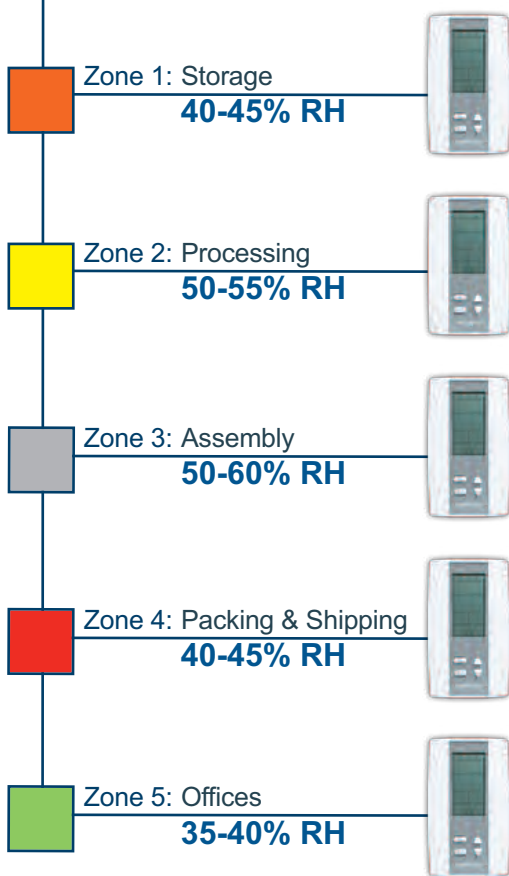 Zone 1: Storage
40-45% RH
Zone 2: Processing
50-55% RH
Zone 3: Assembly
50-60% RH
Zone 4: Packing & Shipping
40-45% RH
Zone 5: Offices
35-40% RH